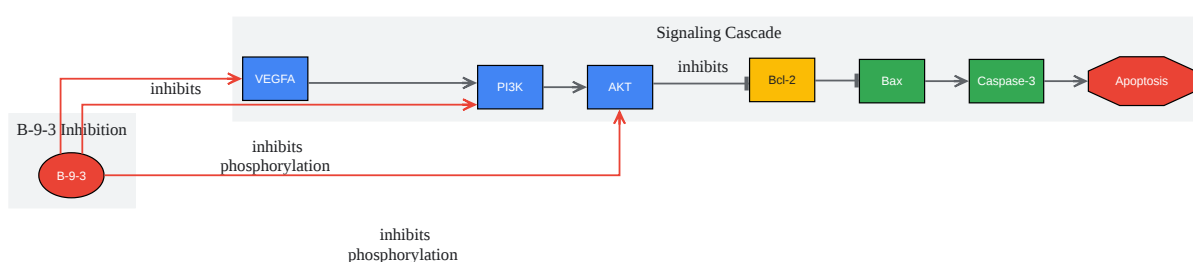 Signaling Cascade
VEGFA
PI3K
AKT
inhibits
Bcl-2
Bax
Caspase-3
Apoptosis
inhibits
B-9-3 Inhibition
B-9-3
inhibits
phosphorylation
inhibits
phosphorylation